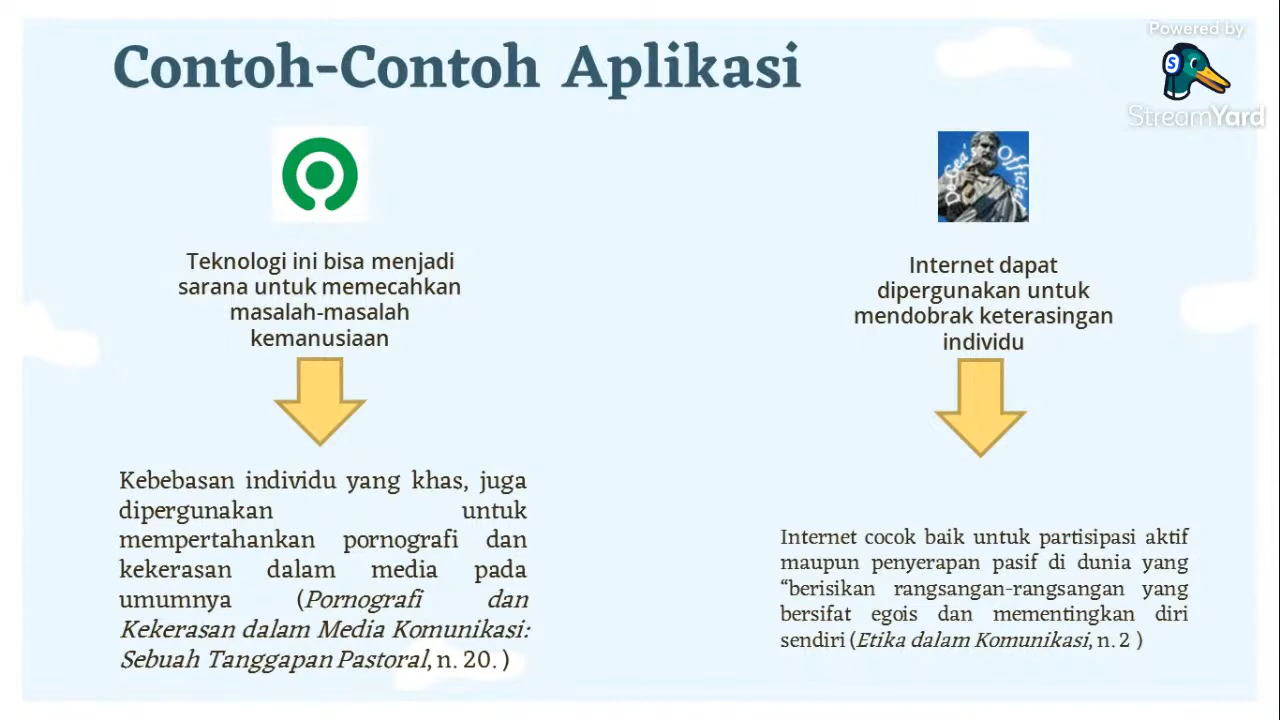 Contoh-Contoh Aplikasi
Powered by
StreamYard
De Gea's Official
Teknologi ini bisa menjadi
sarana untuk memecahkan
masalah-masalah
kemanusiaan
Internet dapat
dipergunakan untuk
mendobrak keterasingan
individu
Kebebasan individu yang khas, juga
dipergunakan untuk
mempertahankan pornografi dan
kekerasan dalam media pada
umumnya (Pornografi dan
Kekerasan dalam Media Komunikasi:
Sebuah Tanggapan Pastoral, n. 20. )
Internet cocok baik untuk partisipasi aktif
maupun penyerapan pasif di dunia yang
“berisikan rangsangan-rangsangan yang
bersifat egois dan mementingkan diri
sendiri (Etika dalam Komunikasi, n. 2 )